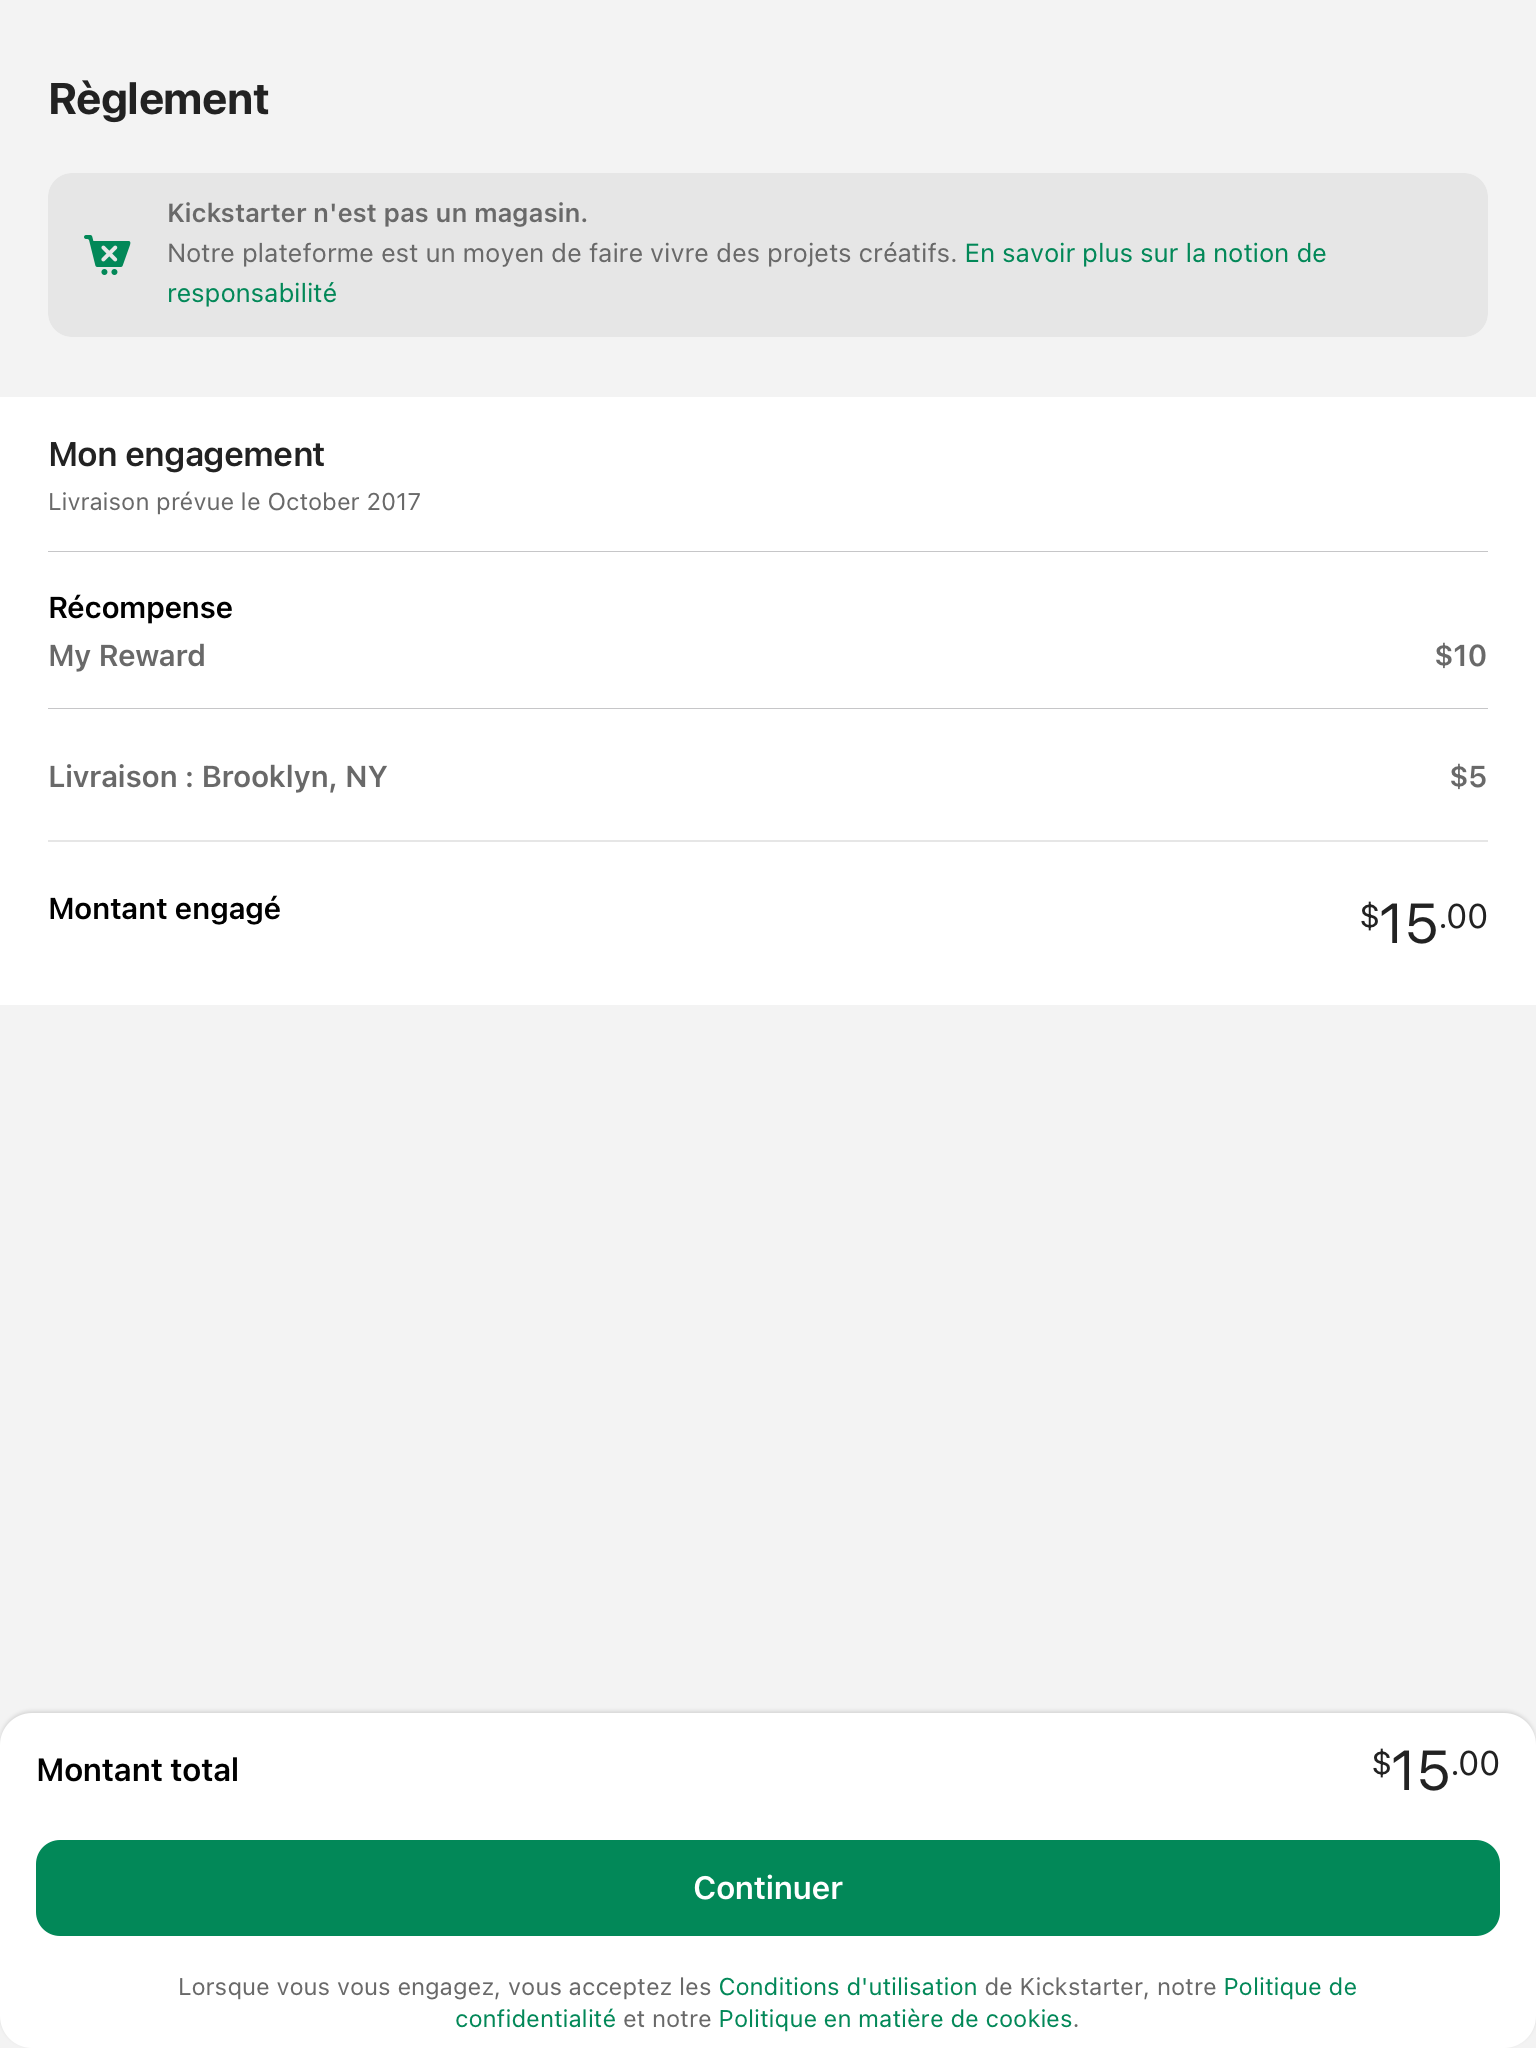 Règlement
Kickstarter n'est pas un magasin.
Notre plateforme est un moyen de faire vivre des projets créatifs. En savoir plus sur la notion de
responsabilité
Mon engagement
Livraison prévue le October 2017
Récompense
My Reward $10
Livraison : Brooklyn, NY $5
Montant engagé $15.00
Montant total $15.00
Continuer
Lorsque vous vous engagez, vous acceptez les Conditions d'utilisation de Kickstarter, notre Politique de
confidentialité et notre Politique en matière de cookies.